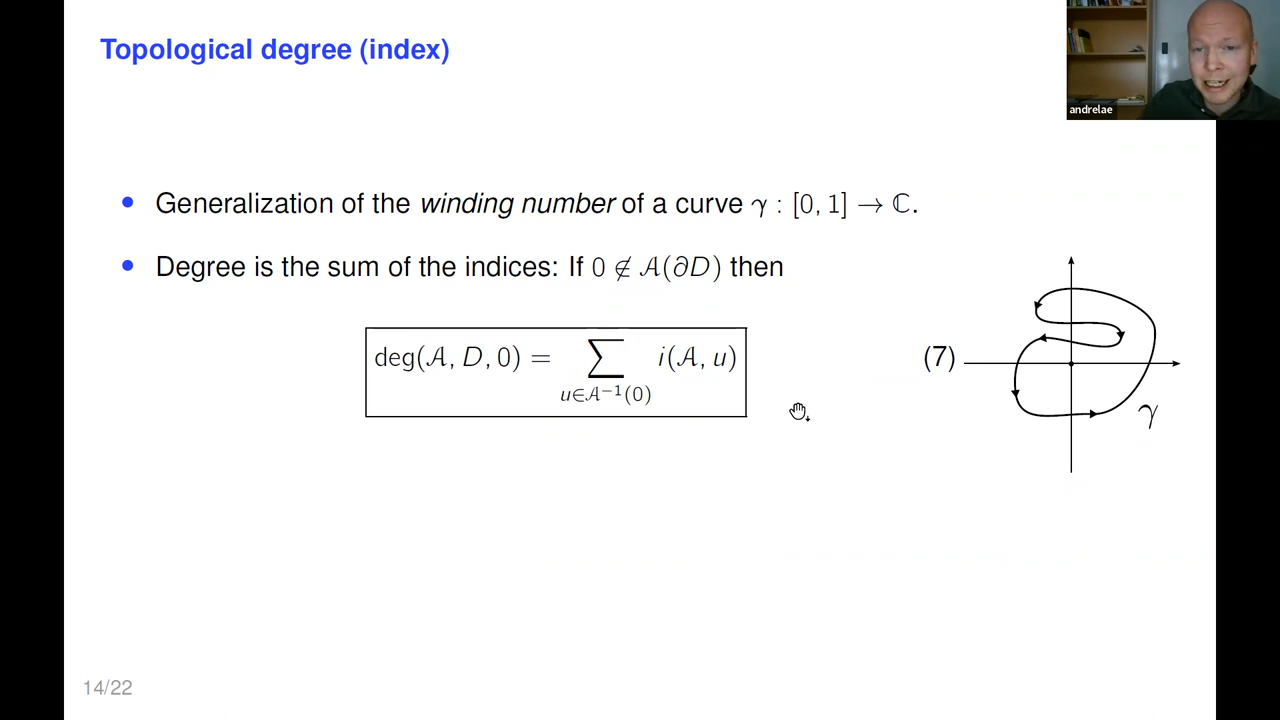 Topological degree (index)
andrelae
• Generalization of the winding number of a curve γ : [0, 1] → ℂ.
• Degree is the sum of the indices: If 0 ∉ 𝒜(∂D) then
deg(𝒜, D, 0) = ∑ i(𝒜, u)
u∈𝒜⁻¹(0)
(7)
γ
14/22